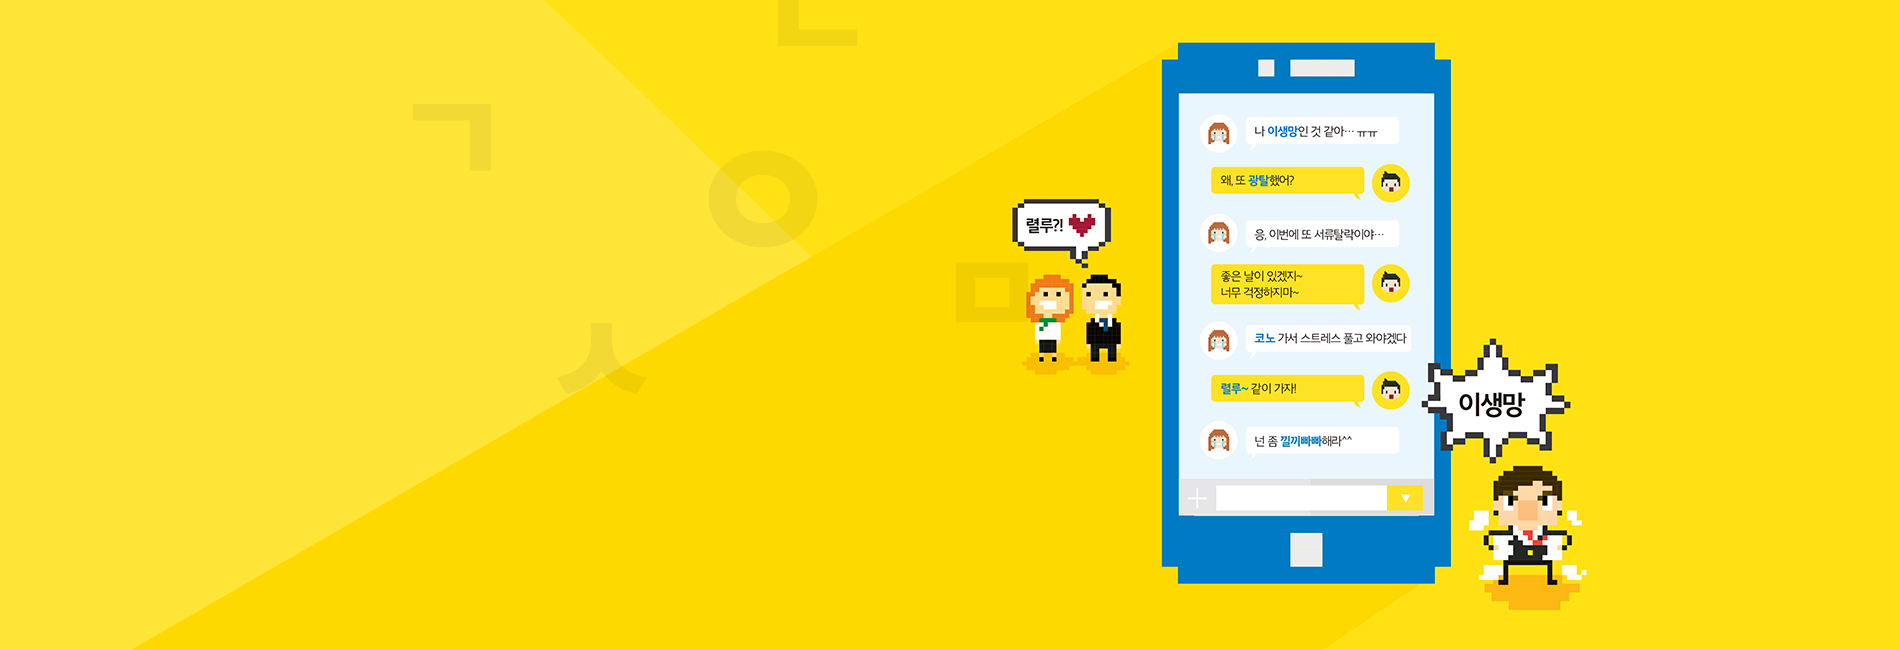 ㄴ
ㄱ
ㅇ
ㅁ
ㅅ
렬루?!
나 이생망인 것 같아… ㅠㅠ
왜, 또 광탈했어?
응, 이번에 또 서류탈락이야…
좋은 날이 있겠지~
너무 걱정하지마~
코노 가서 스트레스 풀고 와야겠다
렬루~ 같이 가자!
넌 좀 낄끼빠빠해라^^
이생망